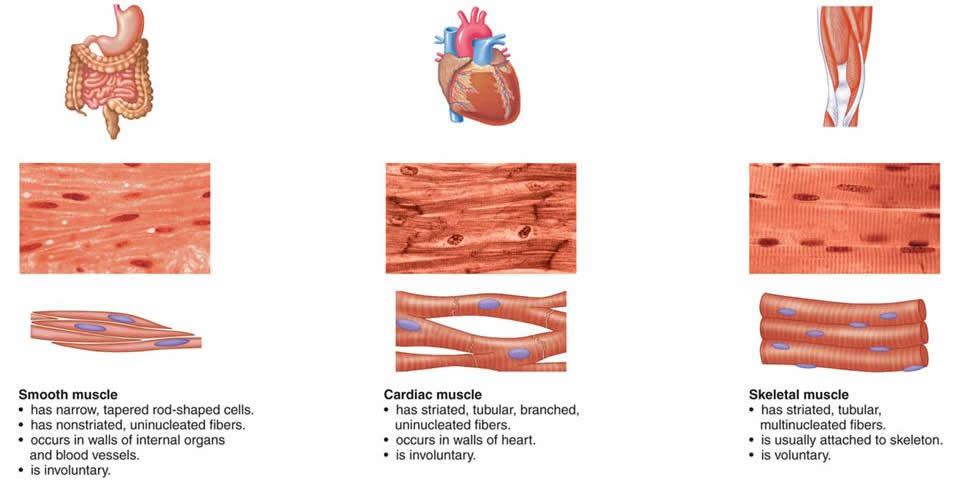 Smooth muscle
• has narrow, tapered rod-shaped cells.
• has nonstriated, uninucleated fibers.
• occurs in walls of internal organs
and blood vessels.
• is involuntary.
Cardiac muscle
• has striated, tubular, branched,
uninucleated fibers.
• occurs in walls of heart.
• is involuntary.
Skeletal muscle
• has striated, tubular,
multinucleated fibers.
• is usually attached to skeleton.
• is voluntary.